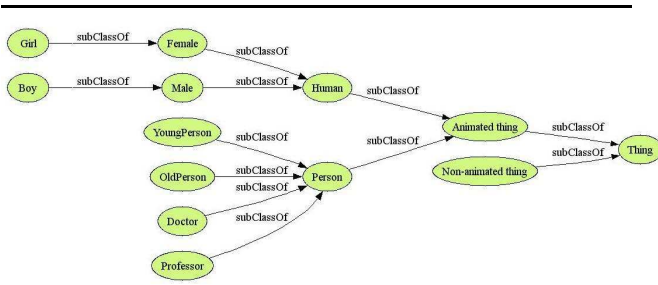 Girl subClassOf Female subClassOf
Boy subClassOf Male subClassOf Human subClassOf
YoungPerson subClassOf Animated thing subClassOf Thing
OldPerson subClassOf Person subClassOf Non-animated thing subClassOf
Doctor subClassOf
Professor subClassOf